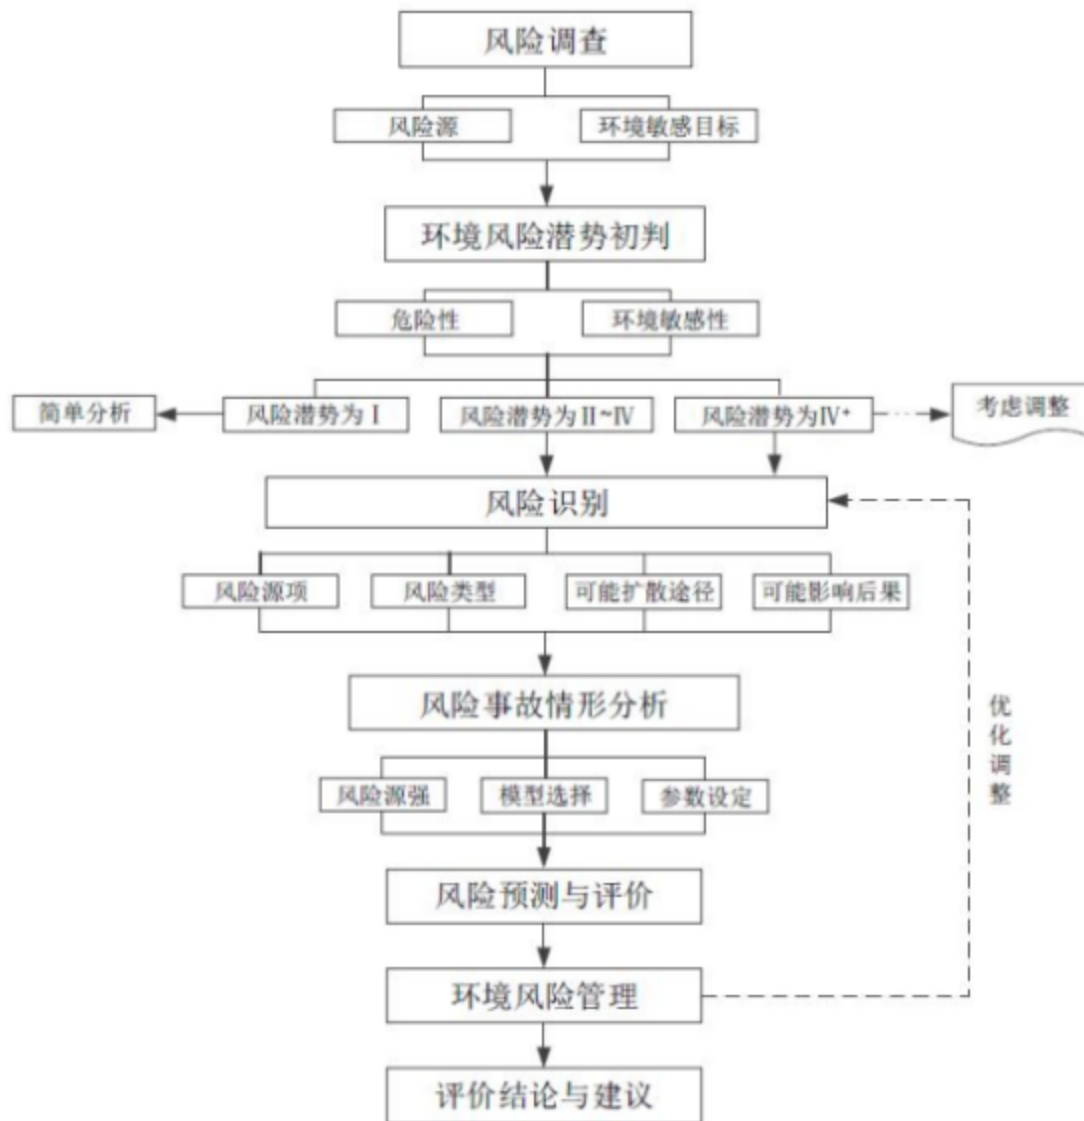 风险调查
风险源
环境敏感目标
环境风险潜势初判
危险性
环境敏感性
简单分析
风险潜势为Ⅰ
风险潜势为Ⅱ~Ⅳ
风险潜势为Ⅳ⁺
考虑调整
风险识别
风险源项
风险类型
可能扩散途径
可能影响后果
风险事故情形分析
优化调整
风险源强
模型选择
参数设定
风险预测与评价
环境风险管理
评价结论与建议